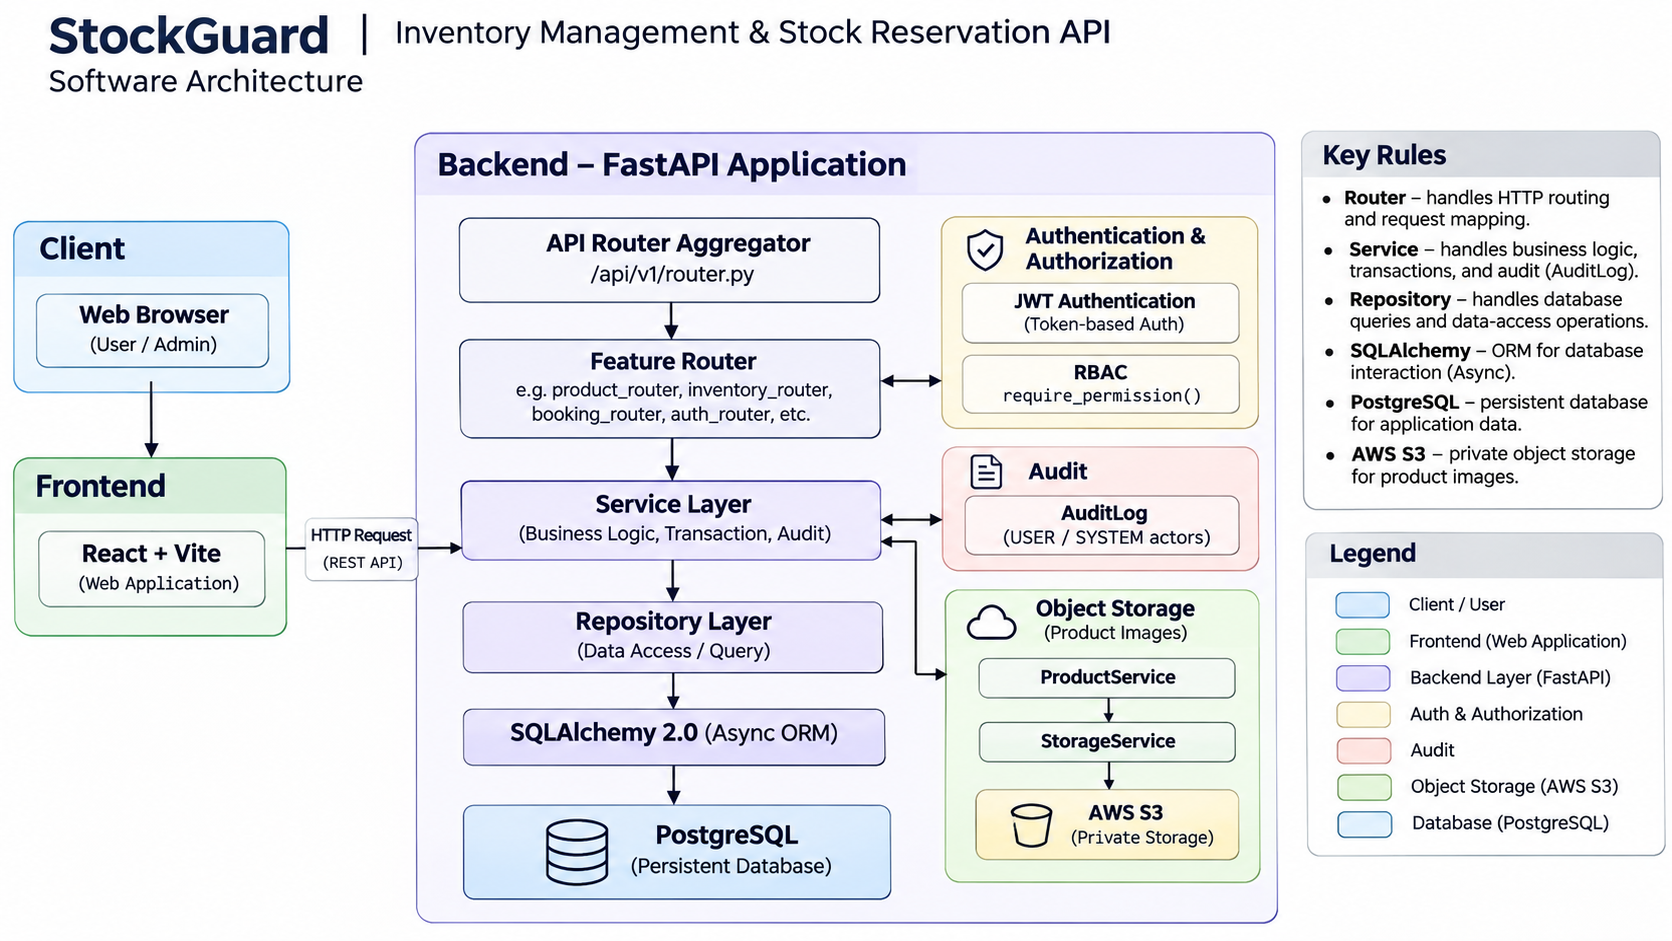 StockGuard | Inventory Management & Stock Reservation API
Software Architecture
Client
Web Browser
(User / Admin)
Frontend
React + Vite
(Web Application)
HTTP Request
(REST API)
Backend – FastAPI Application
API Router Aggregator
/api/v1/router.py
Feature Router
e.g. product_router, inventory_router,
booking_router, auth_router, etc.
Service Layer
(Business Logic, Transaction, Audit)
Repository Layer
(Data Access / Query)
SQLAlchemy 2.0 (Async ORM)
PostgreSQL
(Persistent Database)
Authentication &
Authorization
JWT Authentication
(Token-based Auth)
RBAC
require_permission()
Audit
AuditLog
(USER / SYSTEM actors)
Object Storage
(Product Images)
ProductService
StorageService
AWS S3
(Private Storage)
Key Rules
• Router – handles HTTP routing
and request mapping.
• Service – handles business logic,
transactions, and audit (AuditLog).
• Repository – handles database
queries and data-access operations.
• SQLAlchemy – ORM for database
interaction (Async).
• PostgreSQL – persistent database
for application data.
• AWS S3 – private object storage
for product images.
Legend
Client / User
Frontend (Web Application)
Backend Layer (FastAPI)
Auth & Authorization
Audit
Object Storage (AWS S3)
Database (PostgreSQL)